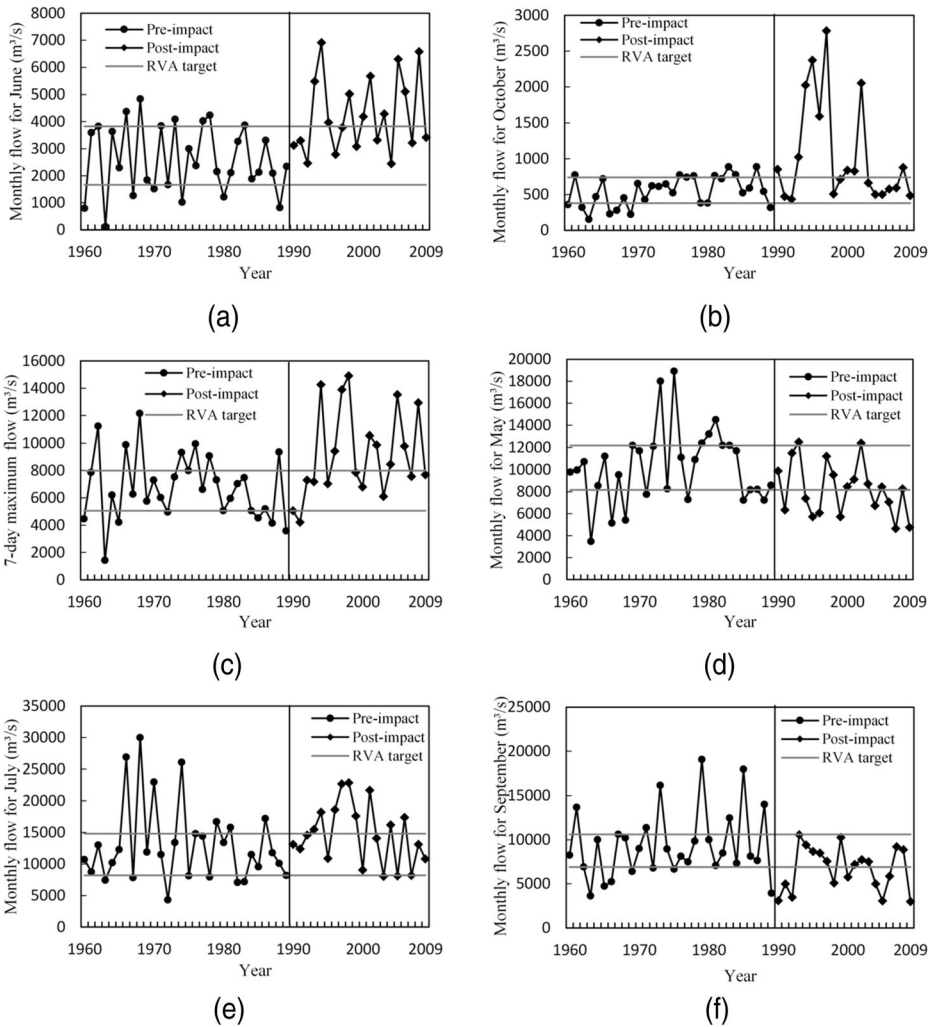 8000
7000
6000
5000
4000
3000
2000
1000
0
Monthly flow for June (m³/s)
Pre-impact
Post-impact
RVA target
1960 1970 1980 1990 2000 2009
Year
(a)
3000
2500
2000
1500
1000
500
0
Monthly flow for October (m³/s)
Pre-impact
Post-impact
RVA target
1960 1970 1980 1990 2000 2009
Year
(b)
16000
14000
12000
10000
8000
6000
4000
2000
0
7-day maximum flow (m³/s)
Pre-impact
Post-impact
RVA target
1960 1970 1980 1990 2000 2009
Year
(c)
20000
18000
16000
14000
12000
10000
8000
6000
4000
2000
0
Monthly flow for May (m³/s)
Pre-impact
Post-impact
RVA target
1960 1970 1980 1990 2000 2009
Year
(d)
35000
30000
25000
20000
15000
10000
5000
0
Monthly flow for July (m³/s)
Pre-impact
Post-impact
RVA target
1960 1970 1980 1990 2000 2009
Year
(e)
25000
20000
15000
10000
5000
0
Monthly flow for September (m³/s)
Pre-impact
Post-impact
RVA target
1960 1970 1980 1990 2000 2009
Year
(f)